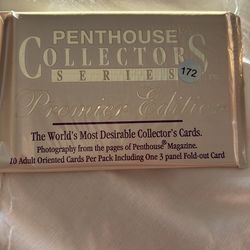 PENTHOUSE
COLLECTORS
SERIES
172
Premier Edition
The World's Most Desirable Collector's Cards.
Photography from the pages of Penthouse® Magazine.
10 Adult Oriented Cards Per Pack Including One 3 panel Fold-out Card